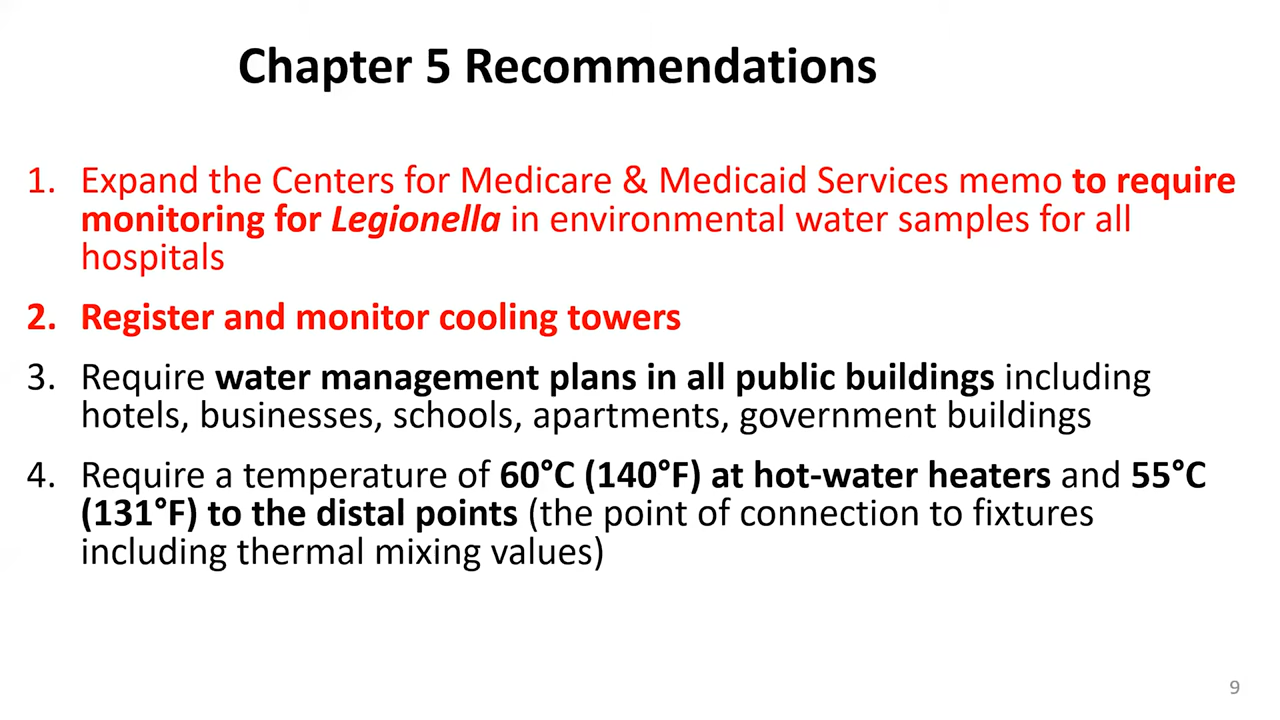 Chapter 5 Recommendations
1. Expand the Centers for Medicare & Medicaid Services memo to require
monitoring for Legionella in environmental water samples for all
hospitals
2. Register and monitor cooling towers
3. Require water management plans in all public buildings including
hotels, businesses, schools, apartments, government buildings
4. Require a temperature of 60°C (140°F) at hot-water heaters and 55°C
(131°F) to the distal points (the point of connection to fixtures
including thermal mixing values)
9